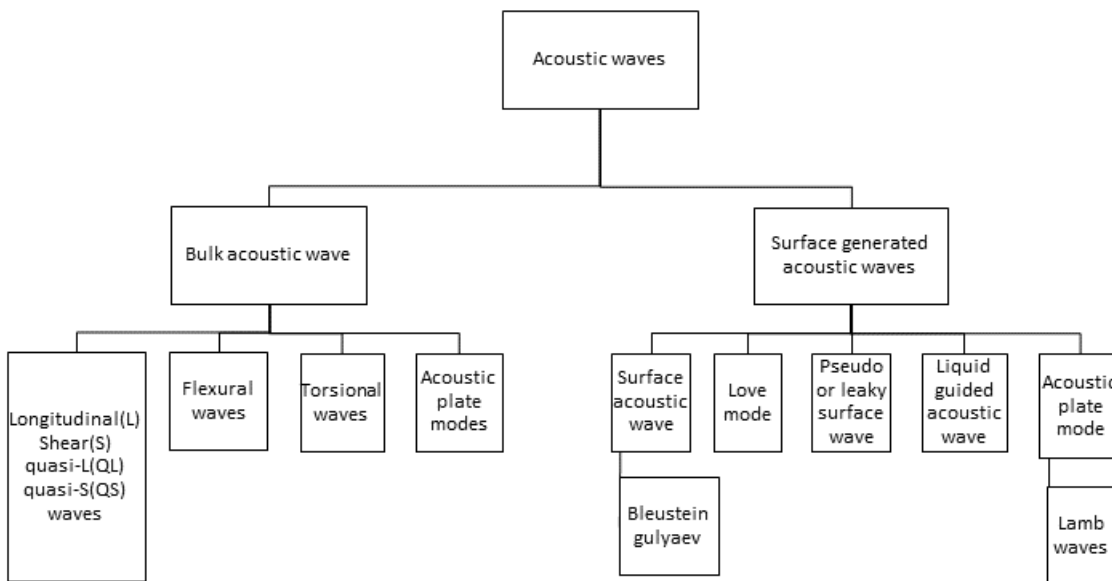 Acoustic waves
Bulk acoustic wave
Surface generated
acoustic waves
Longitudinal(L)
Shear(S)
quasi-L(QL)
quasi-S(QS)
waves
Flexural
waves
Torsional
waves
Acoustic
plate
modes
Surface
acoustic
wave
Love
mode
Pseudo
or leaky
surface
wave
Liquid
guided
acoustic
wave
Acoustic
plate
mode
Bleustein
gulyaev
Lamb
waves